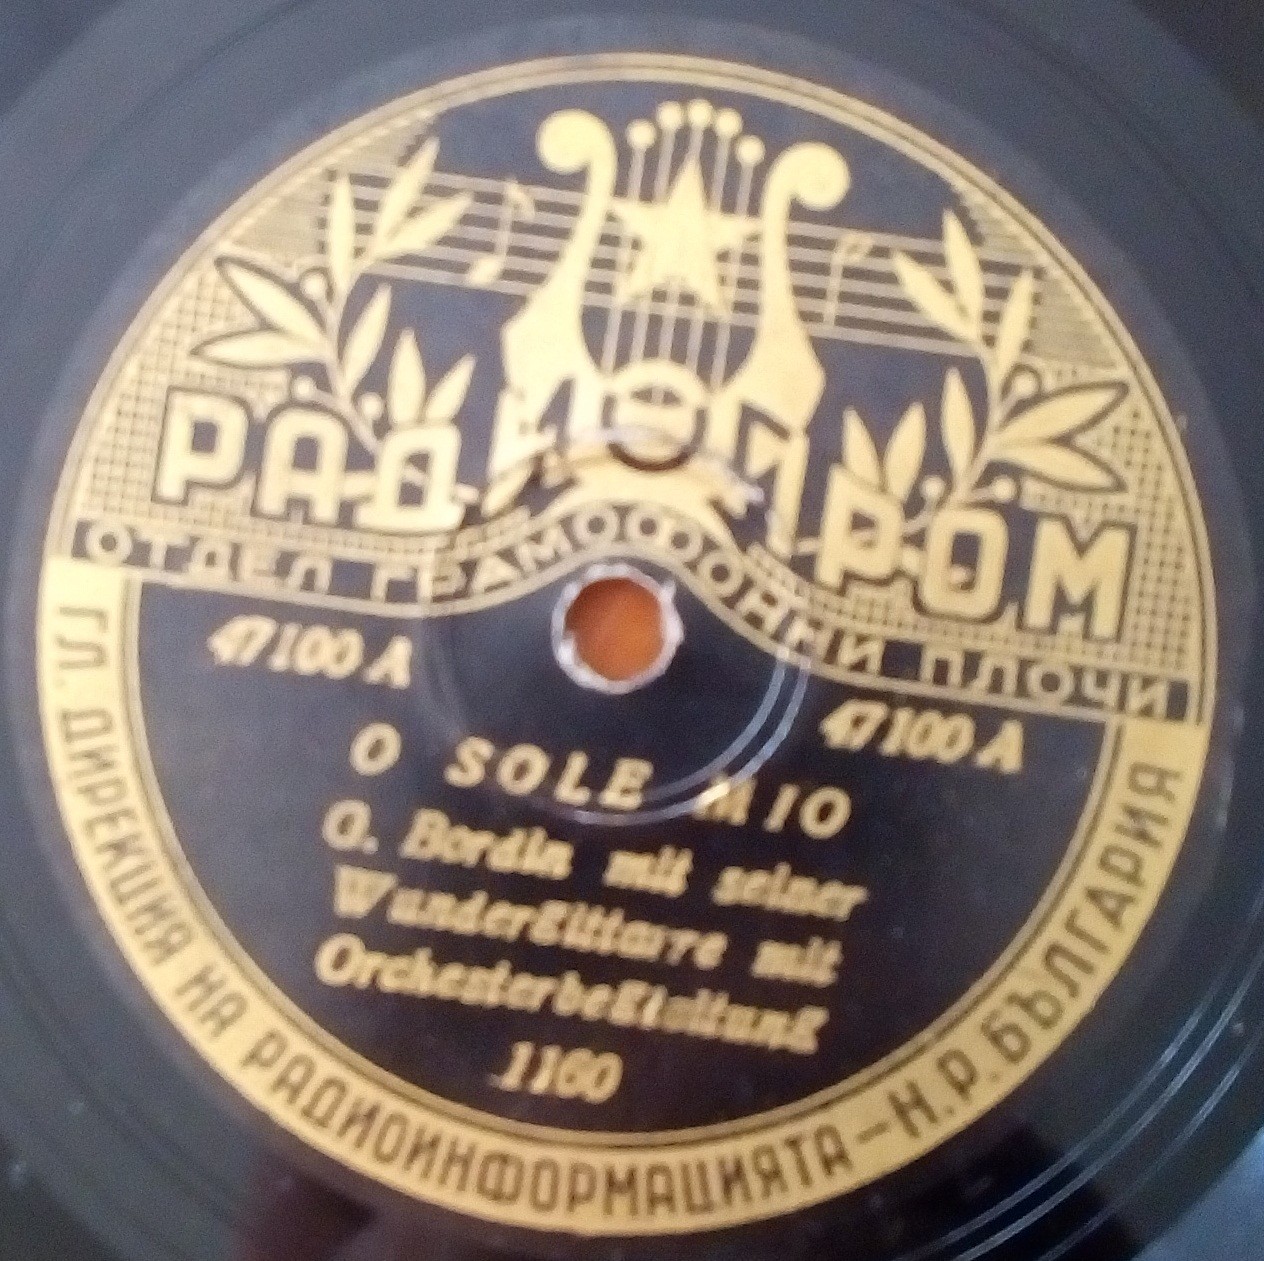 РАДИОПРОМ
ОТДЕЛ ГРАМОФОННИ ПЛОЧИ
47100 A
47100 A
O SOLE MIO
G. Bordin mit seiner
Wundergittarre mit
Orchesterbegleitung
1160
ГЛ. ДИРЕКЦИЯ НА РАДИОИНФОРМАЦИЯТА – Н.Р. БЪЛГАРИЯ